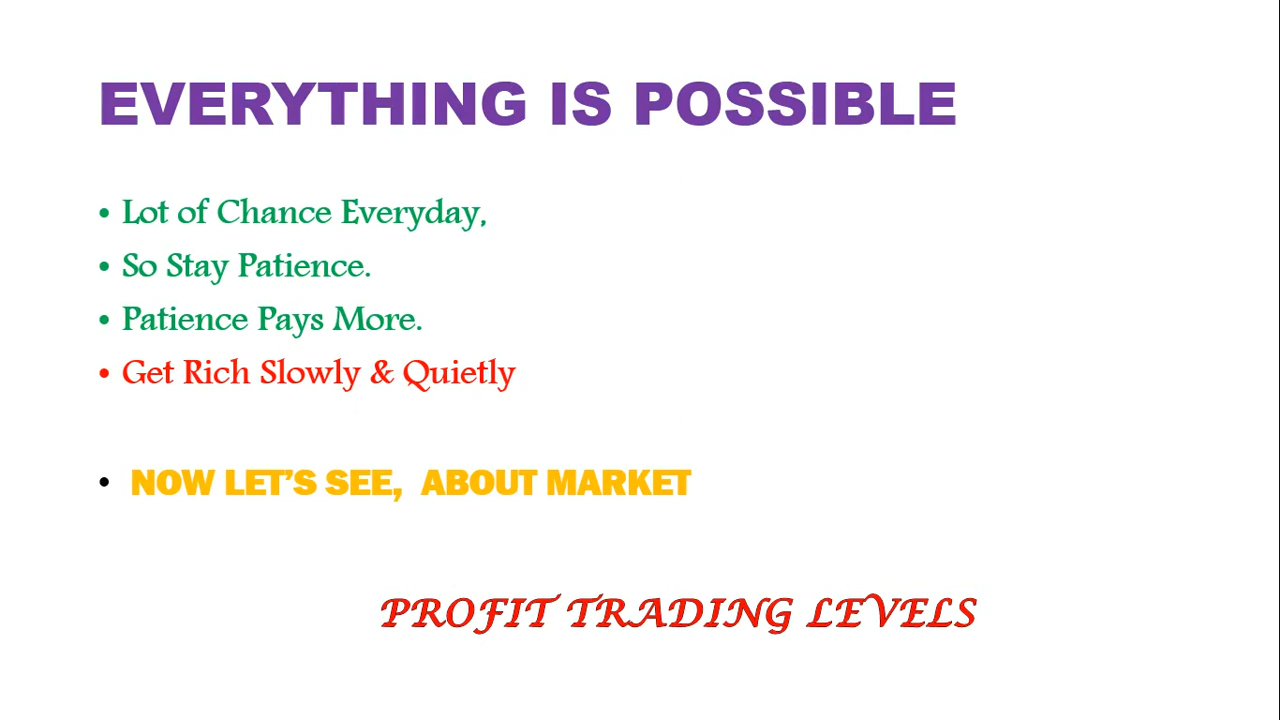 EVERYTHING IS POSSIBLE
• Lot of Chance Everyday,
• So Stay Patience.
• Patience Pays More.
• Get Rich Slowly & Quietly
• NOW LET’S SEE,  ABOUT MARKET
PROFIT TRADING LEVELS